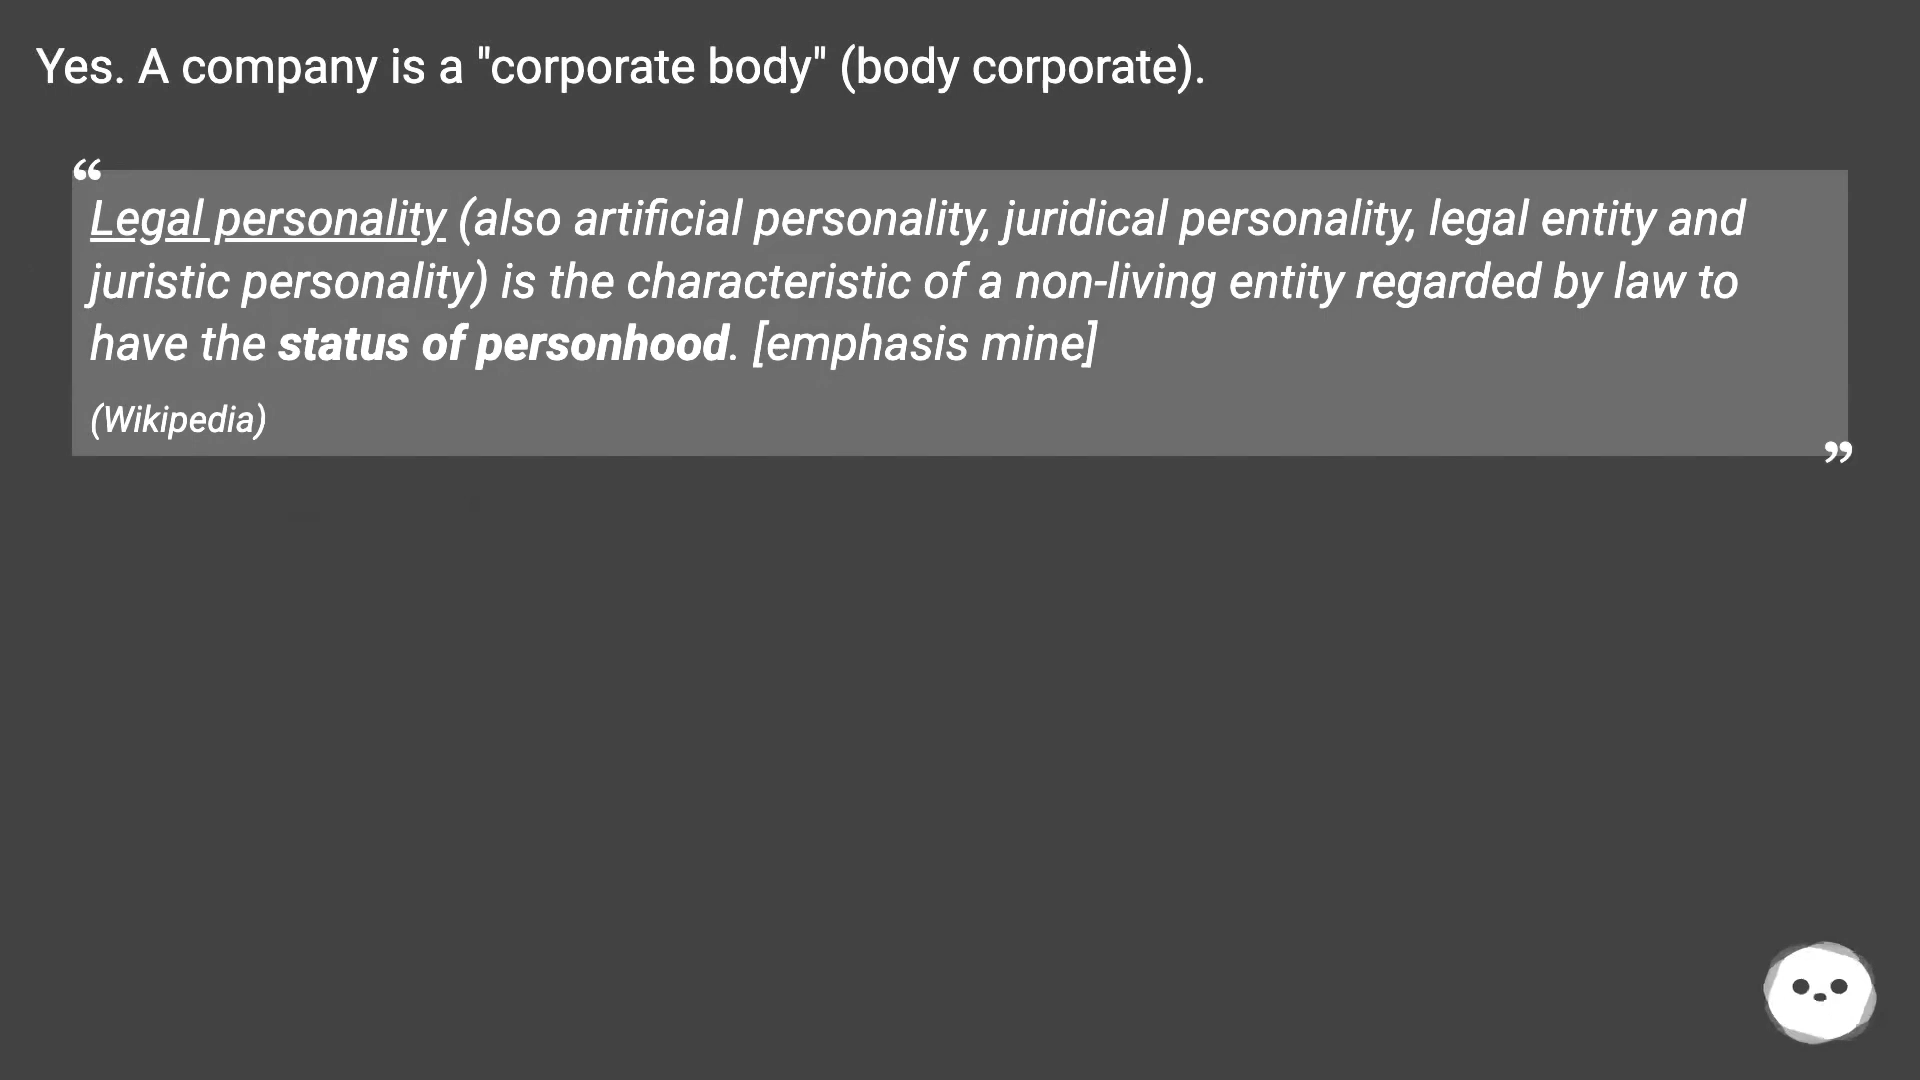 Yes. A company is a "corporate body" (body corporate).
“
Legal personality (also artificial personality, juridical personality, legal entity and
juristic personality) is the characteristic of a non-living entity regarded by law to
have the status of personhood. [emphasis mine]
(Wikipedia)
”